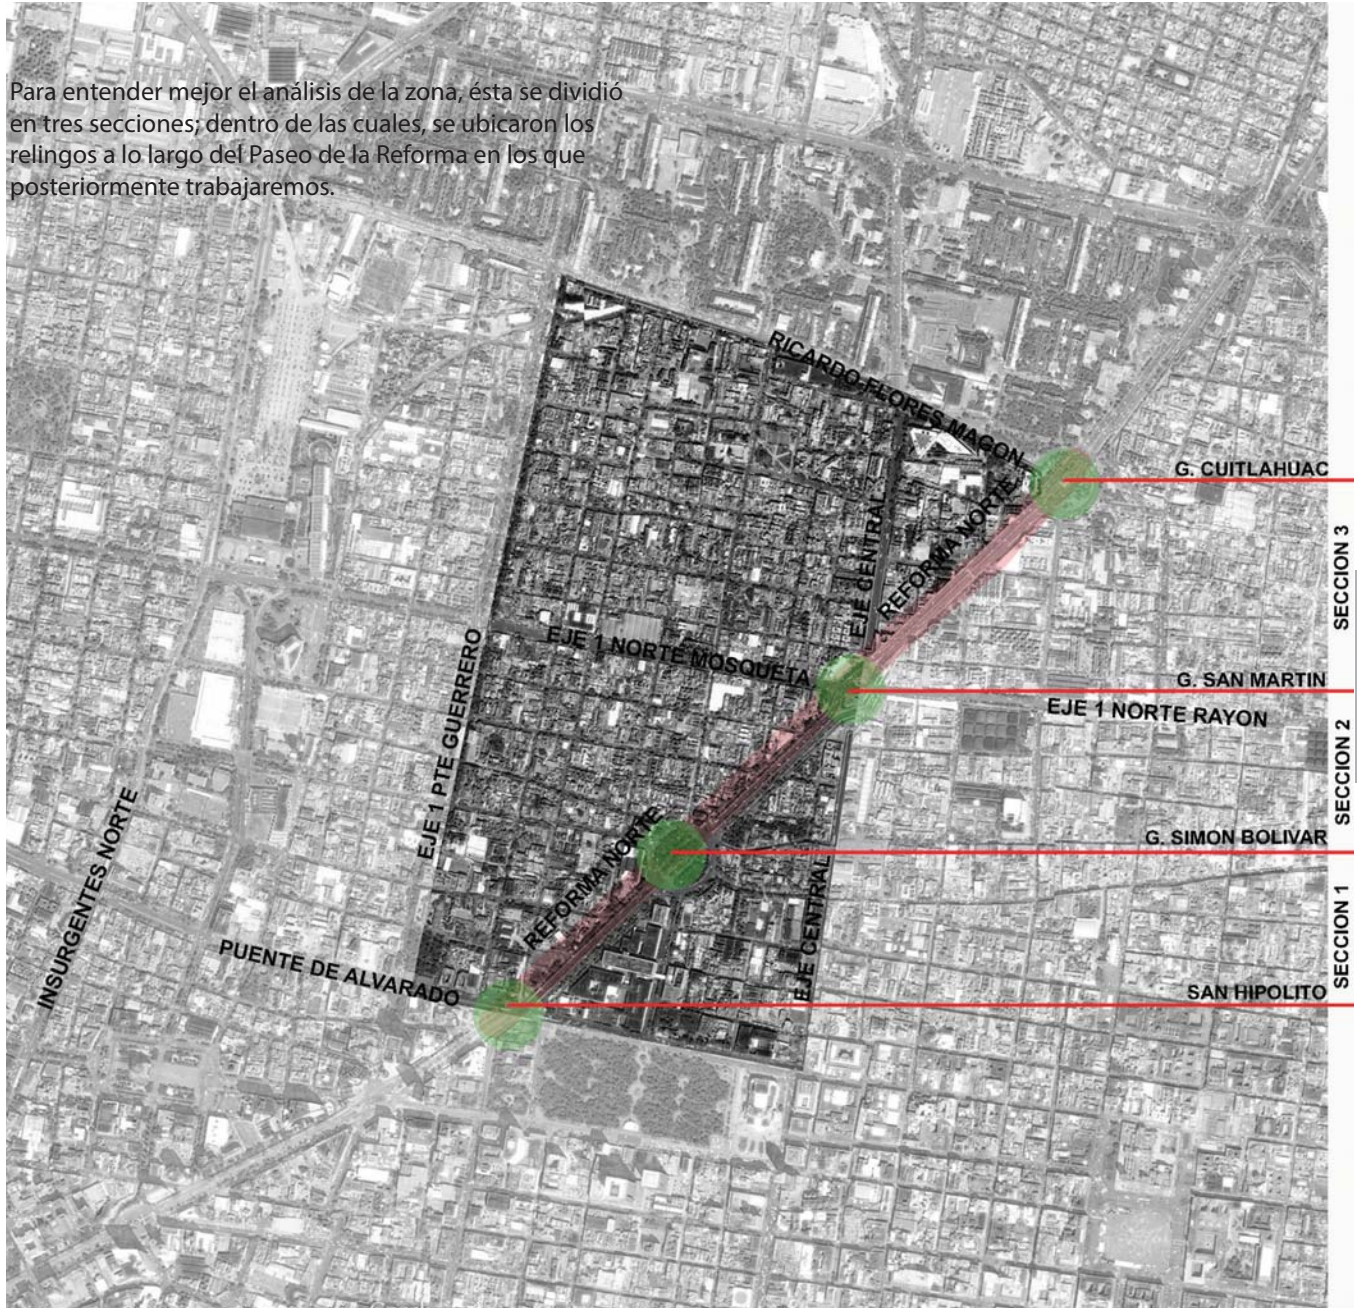 Para entender mejor el análisis de la zona, ésta se dividió
en tres secciones; dentro de las cuales, se ubicaron los
relingos a lo largo del Paseo de la Reforma en los que
posteriormente trabajaremos.
RICARDO FLORES MAGON
G. CUITLAHUAC
REFORMA NORTE
EJE CENTRAL
SECCION 3
EJE 1 NORTE MOSQUETA
G. SAN MARTIN
EJE 1 NORTE RAYON
EJE 1 PTE GUERRERO
SECCION 2
INSURGENTES NORTE
REFORMA NORTE
G. SIMON BOLIVAR
EJE CENTRAL
SECCION 1
PUENTE DE ALVARADO
SAN HIPOLITO